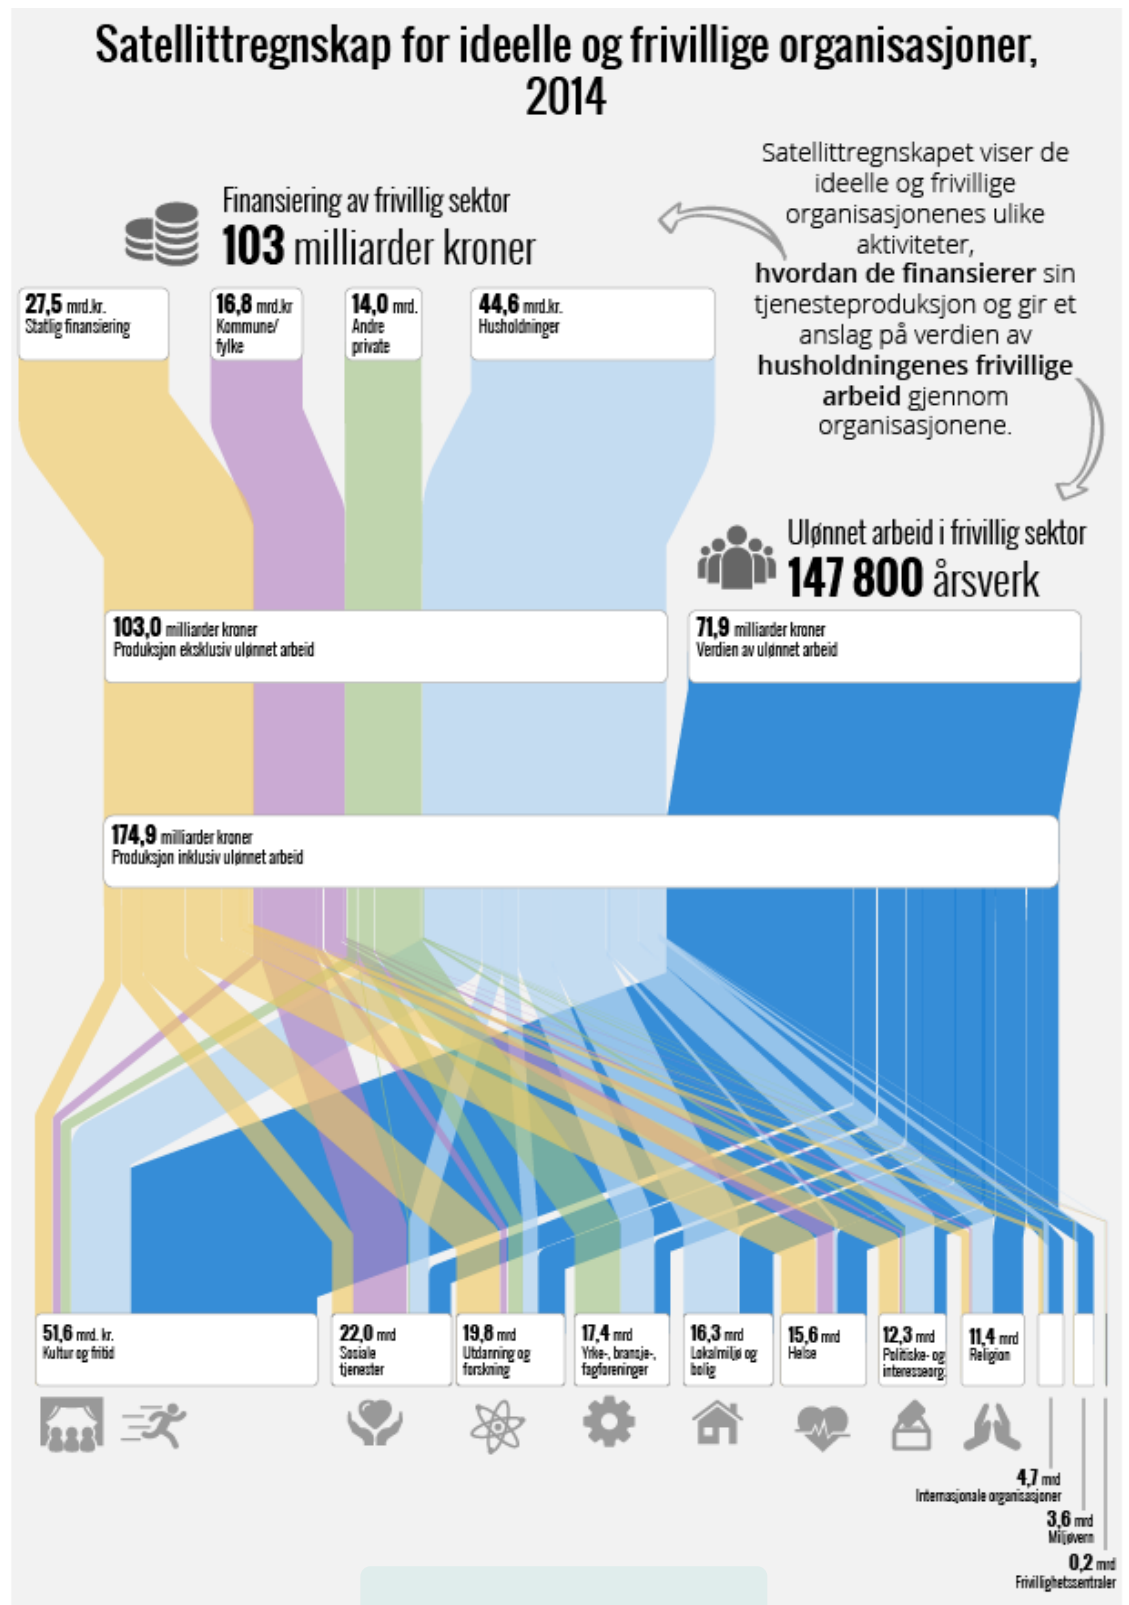 Satellittregnskap for ideelle og frivillige organisasjoner,
2014
Satellittregnskapet viser de
ideelle og frivillige
organisasjonenes ulike
aktiviteter,
hvordan de finansierer sin
tjenesteproduksjon og gir et
anslag på verdien av
husholdningenes frivillige
arbeid gjennom
organisasjonene.
Finansiering av frivillig sektor
103 milliarder kroner
27,5 mrd.kr.
Statlig finansiering
16,8 mrd.kr
Kommune/
fylke
14,0 mrd.
Andre
private
44,6 mrd.kr.
Husholdninger
Ulønnet arbeid i frivillig sektor
147 800 årsverk
103,0 milliarder kroner
Produksjon eksklusiv ulønnet arbeid
71,9 milliarder kroner
Verdien av ulønnet arbeid
174,9 milliarder kroner
Produksjon inklusiv ulønnet arbeid
51,6 mrd. kr.
Kultur og fritid
22,0 mrd
Sosiale
tjenester
19,8 mrd
Utdanning og
forskning
17,4 mrd
Yrke-, bransje-,
fagforeninger
16,3 mrd
Lokalmiljø og
bolig
15,6 mrd
Helse
12,3 mrd
Politiske- og
interesseorg.
11,4 mrd
Religion
4,7 mrd
Internasjonale organisasjoner
3,6 mrd
Miljøvern
0,2 mrd
Frivillighetssentraler